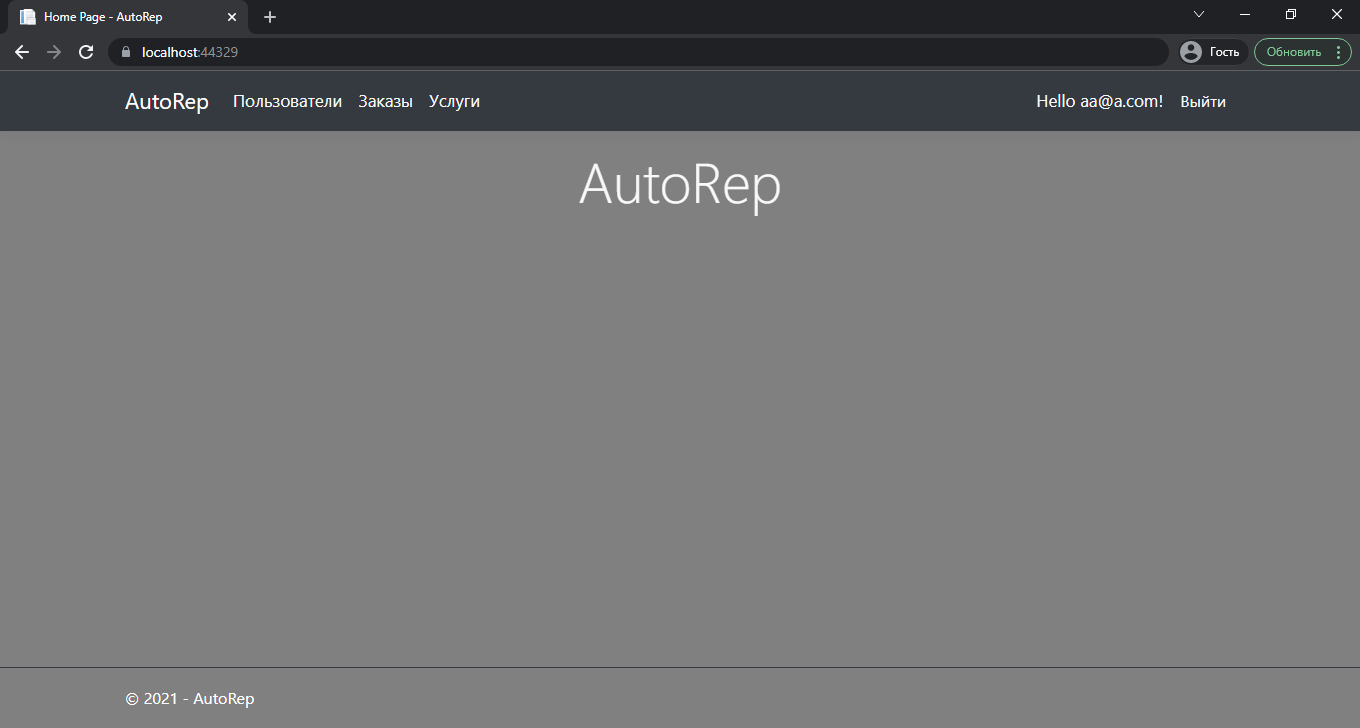 Home Page - AutoRep
localhost:44329
Гость
Обновить
AutoRep Пользователи Заказы Услуги Hello aa@a.com! Выйти
AutoRep
© 2021 - AutoRep